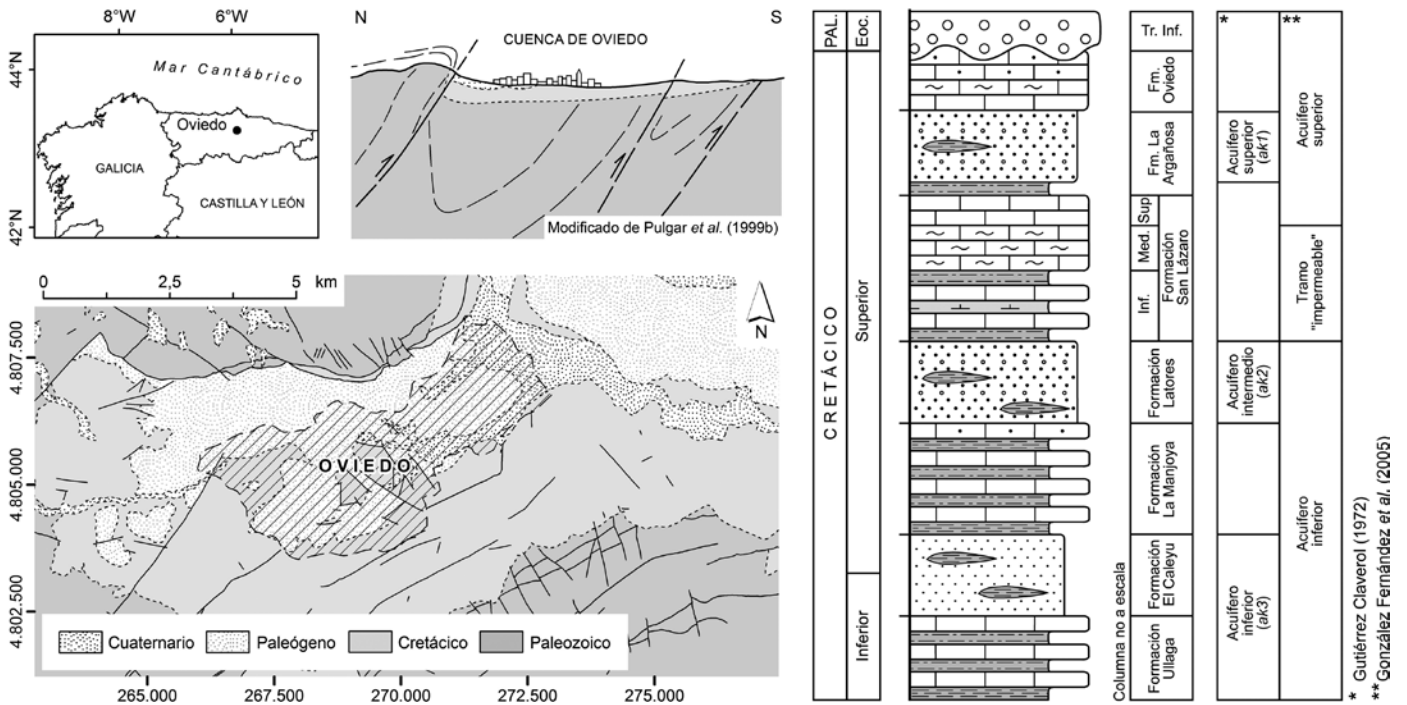 8°W
6°W
44°N
42°N
Mar Cantábrico
Oviedo
GALICIA
CASTILLA Y LEÓN
N
S
CUENCA DE OVIEDO
Modificado de Pulgar et al. (1999b)
0
2,5
5
km
N
4.807.500
4.805.000
4.802.500
OVIEDO
Cuaternario
Paleógeno
Cretácico
Paleozoico
265.000
267.500
270.000
272.500
275.000
PAL.
Eoc.
CRETÁCICO
Superior
Inferior
Columna no a escala
Tr. Inf.
Fm.
Oviedo
Fm. La
Argañosa
Sup
Med.
Inf.
Formación
San Lázaro
Formación
Latores
Formación
La Manjoya
Formación
El Caleyu
Formación
Ullaga
*
Acuífero
superior
(ak1)
Acuífero
intermedio
(ak2)
Acuífero
inferior
(ak3)
**
Acuífero
superior
Tramo
"impermeable"
Acuífero
inferior
* Gutiérrez Claverol (1972)
** González Fernández et al. (2005)